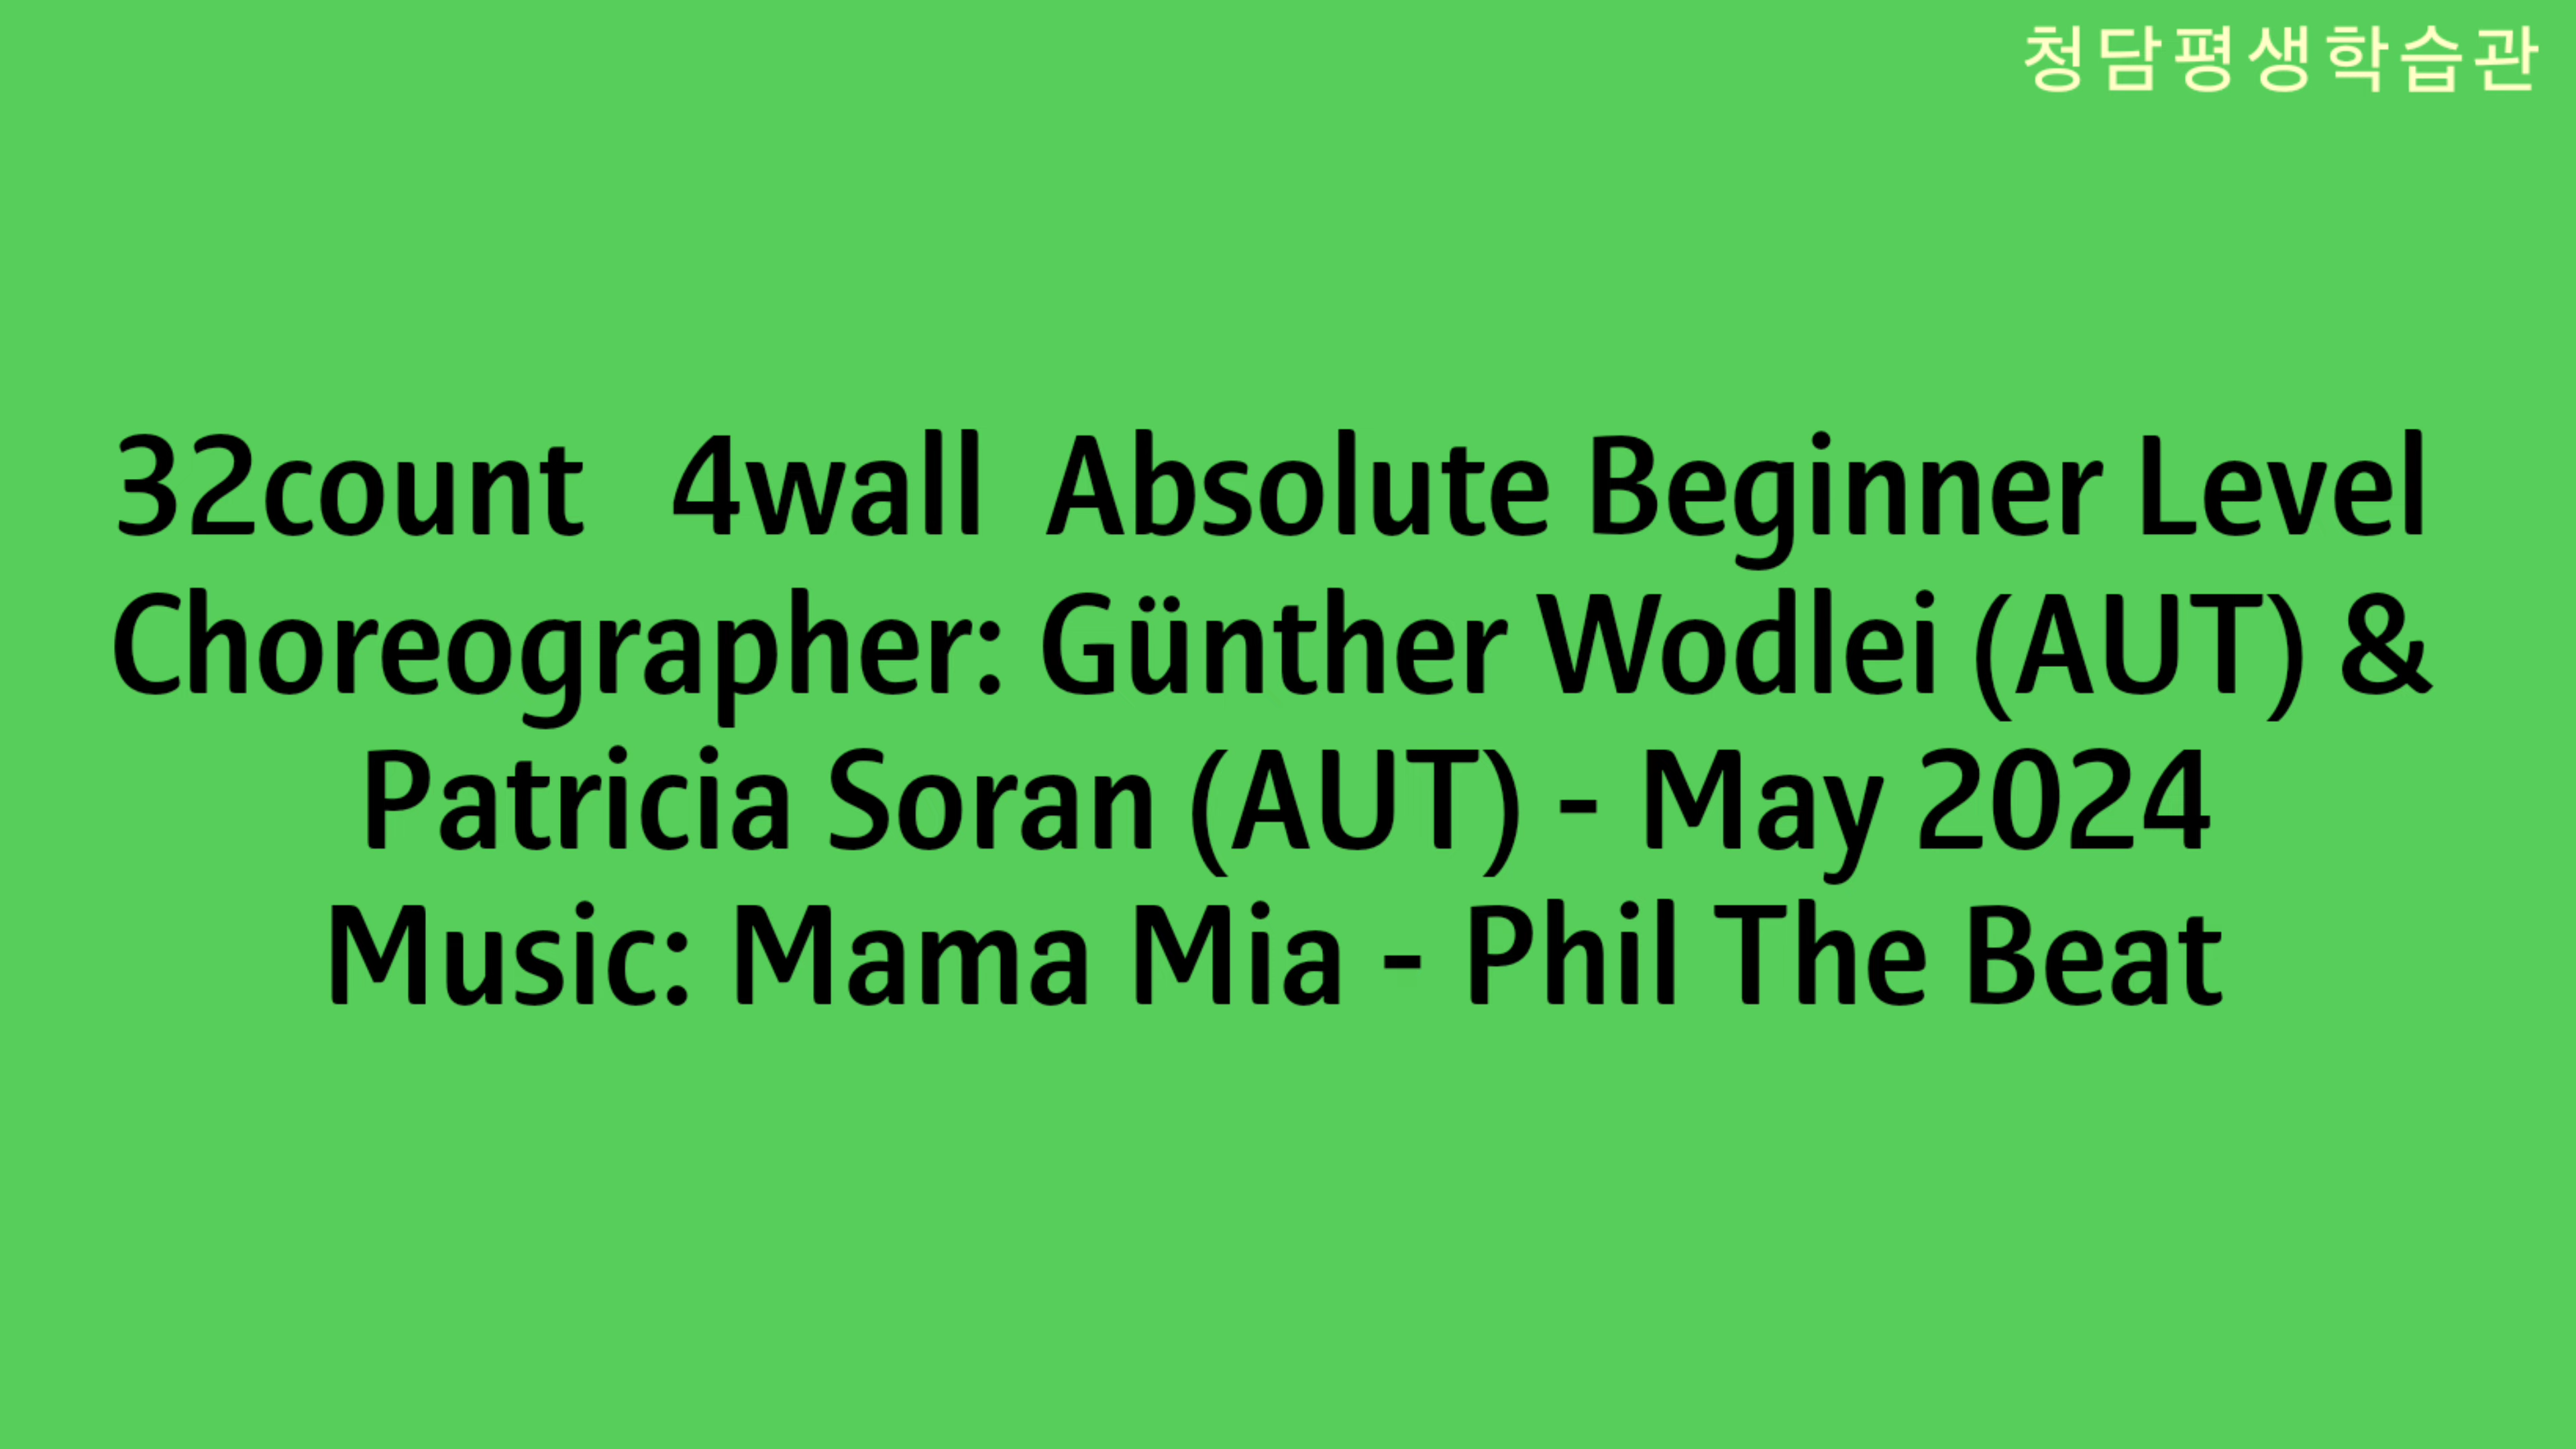 청담평생학습관
32count 4wall Absolute Beginner Level
Choreographer: Günther Wodlei (AUT) &
Patricia Soran (AUT) - May 2024
Music: Mama Mia - Phil The Beat